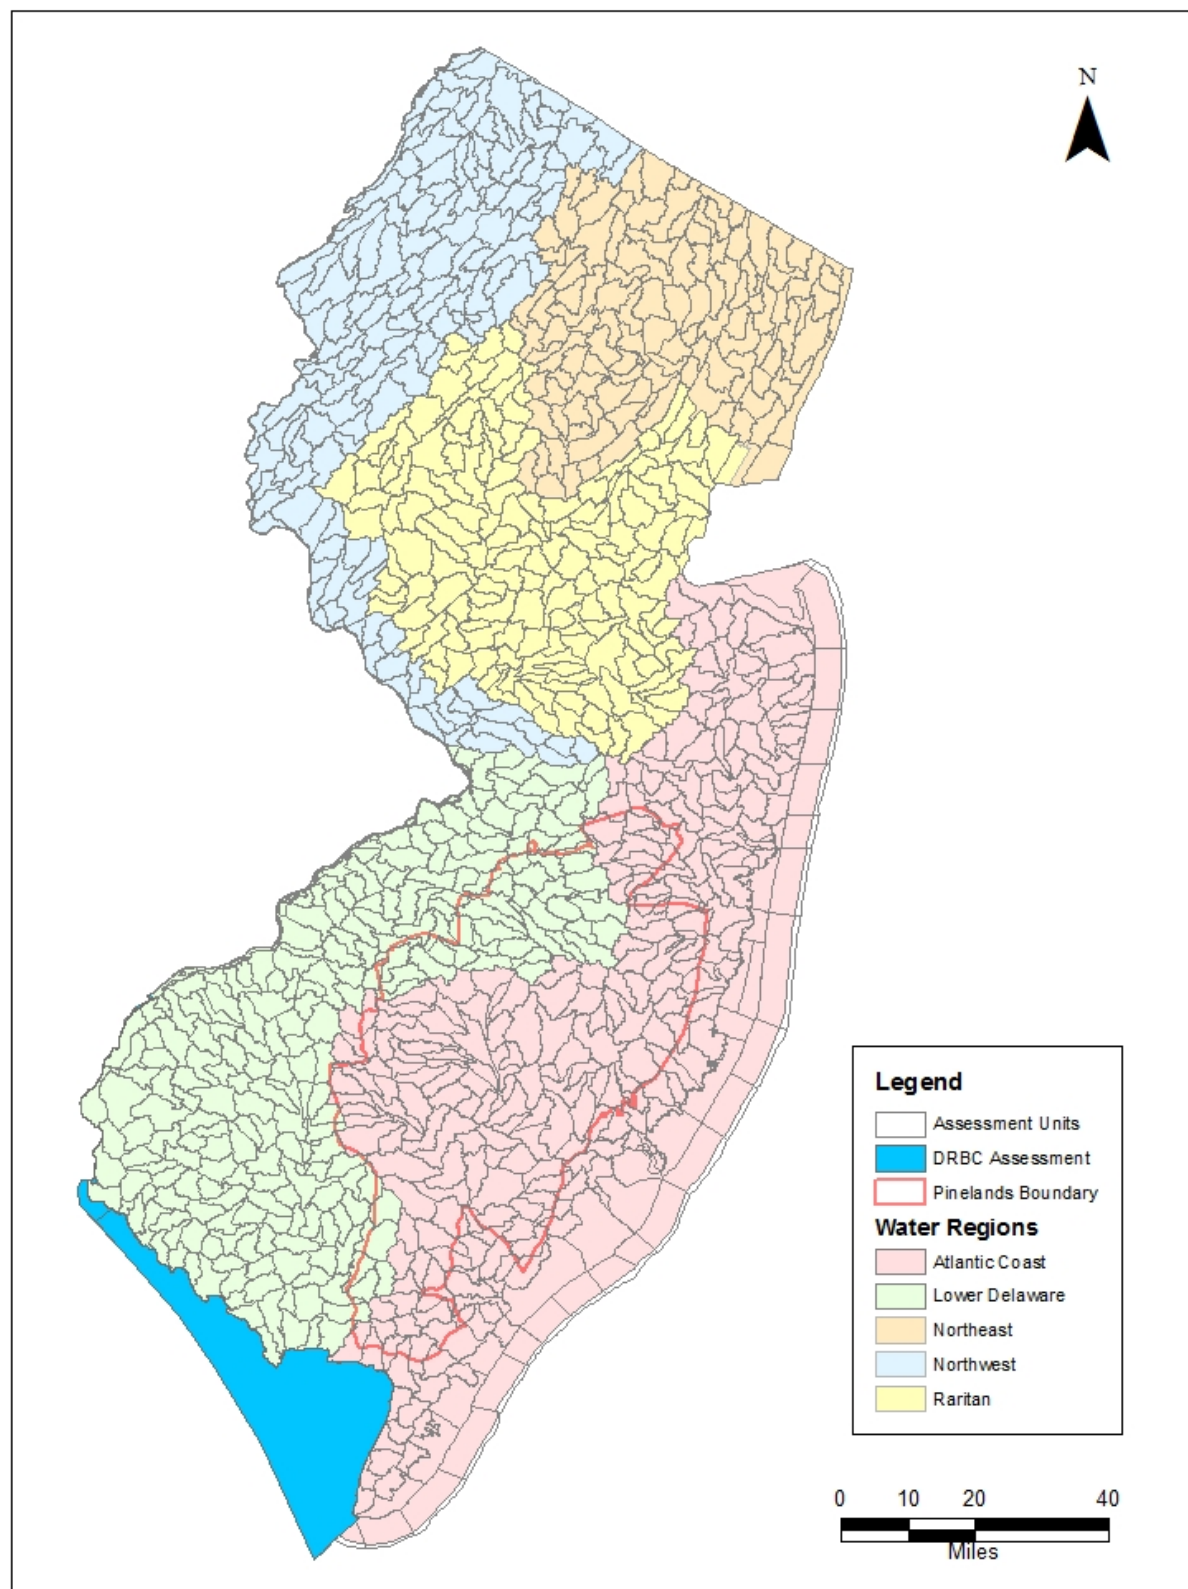 N
Legend
Assessment Units
DRBC Assessment
Pinelands Boundary
Water Regions
Atlantic Coast
Lower Delaware
Northeast
Northwest
Raritan
0 10 20 40
Miles